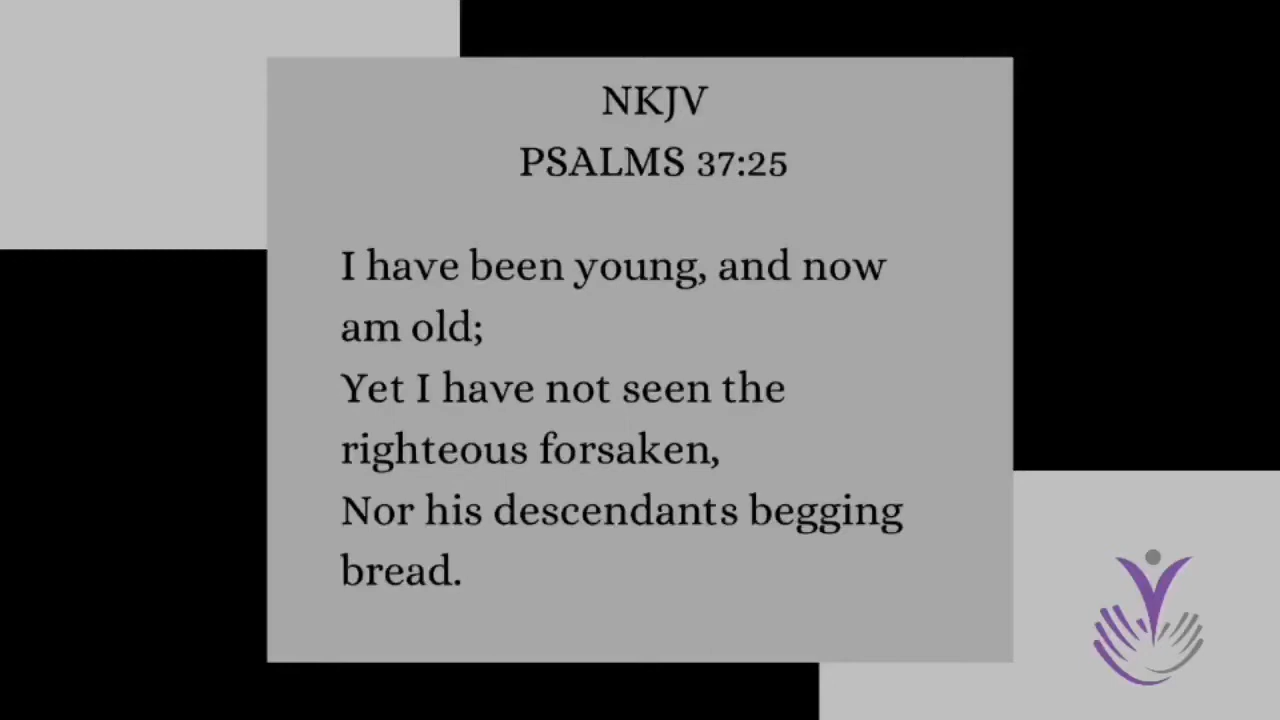 NKJV
PSALMS 37:25
I have been young, and now
am old;
Yet I have not seen the
righteous forsaken,
Nor his descendants begging
bread.